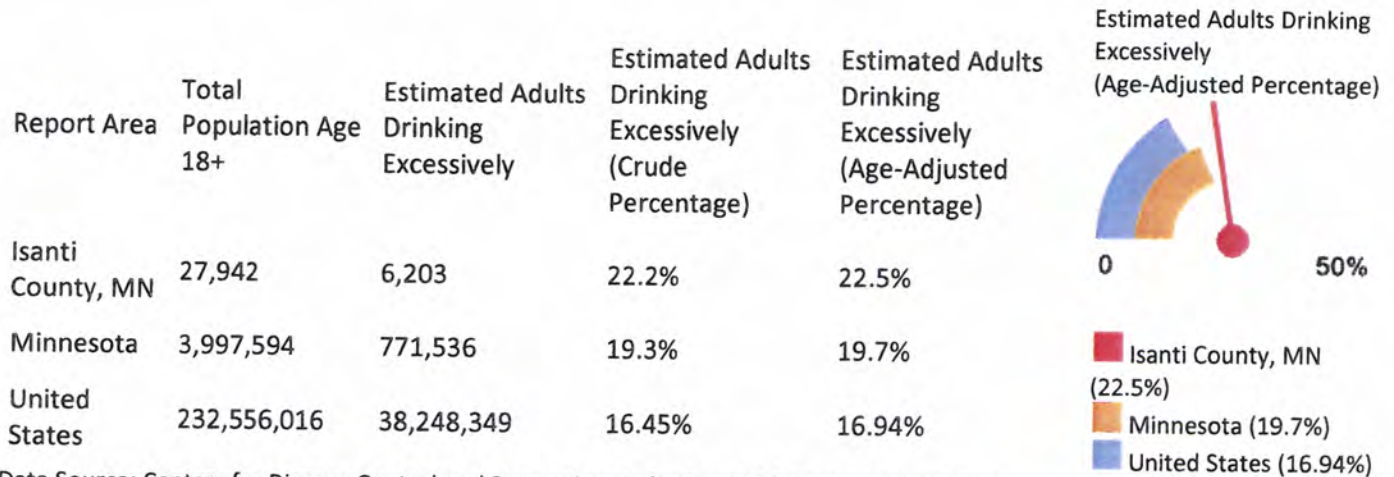 Report Area
Total
Population Age
18+
Estimated Adults
Drinking
Excessively
Estimated Adults
Drinking
Excessively
(Crude
Percentage)
Estimated Adults
Drinking
Excessively
(Age-Adjusted
Percentage)
Isanti
County, MN
27,942
6,203
22.2%
22.5%
Minnesota
3,997,594
771,536
19.3%
19.7%
United
States
232,556,016
38,248,349
16.45%
16.94%
Estimated Adults Drinking
Excessively
(Age-Adjusted Percentage)
0
50%
Isanti County, MN
(22.5%)
Minnesota (19.7%)
United States (16.94%)